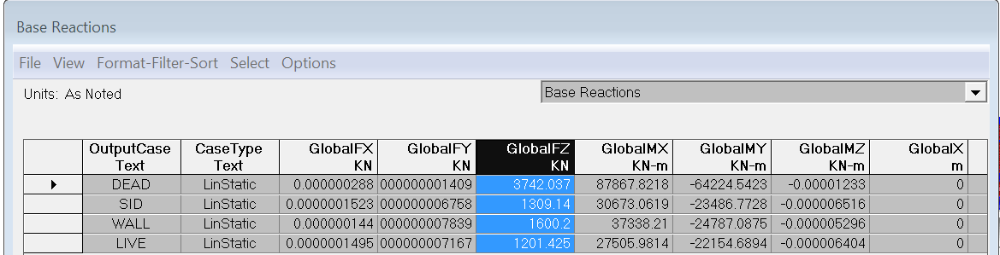 Base Reactions
File View Format-Filter-Sort Select Options
Units: As Noted Base Reactions
OutputCase CaseType GlobalFX GlobalFY GlobalFZ GlobalMX GlobalMY GlobalMZ GlobalX
Text Text KN KN KN KN-m KN-m KN-m m
DEAD LinStatic 0.000000288 000000001409 3742.037 87867.8218 -64224.5423 -0.00001233 0
SID LinStatic 0.0000001523 000000006758 1309.14 30673.0619 -23486.7728 -0.000006516 0
WALL LinStatic 0.000000144 000000007839 1600.2 37338.21 -24787.0875 -0.000005296 0
LIVE LinStatic 0.0000001495 000000007167 1201.425 27505.9814 -22154.6894 -0.000006404 0